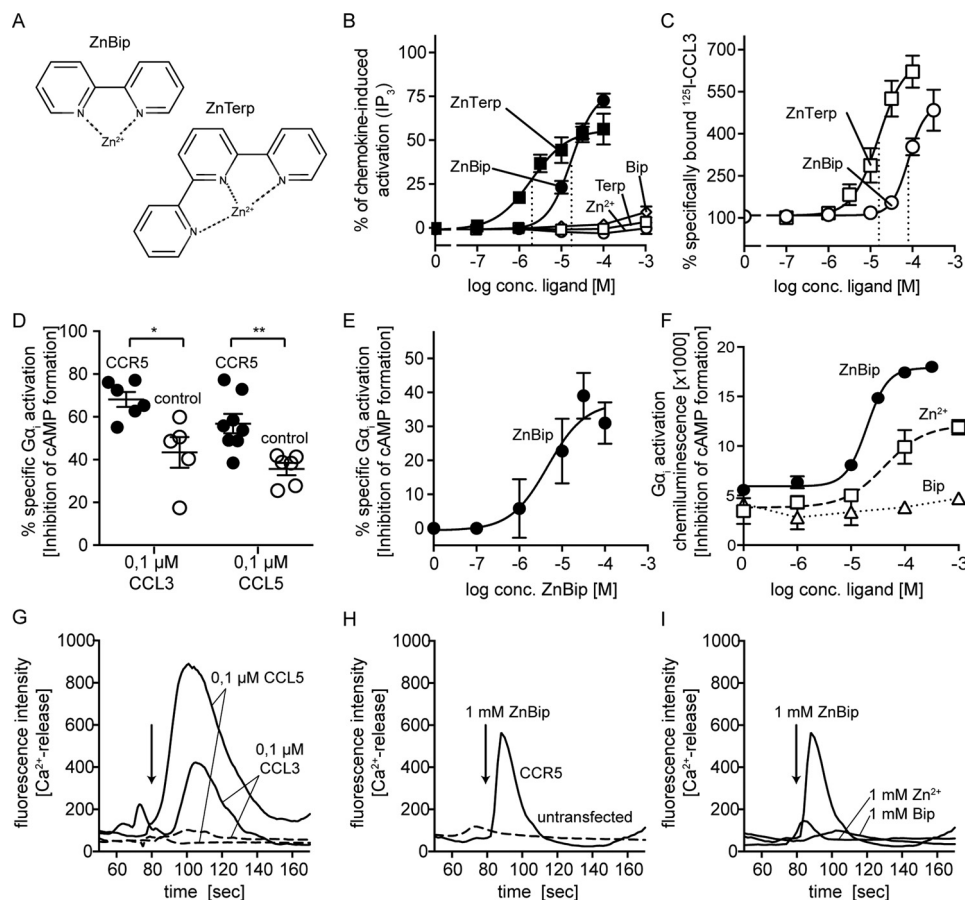 A
ZnBip
N
N
Zn²⁺
ZnTerp
N
N
N
Zn²⁺
B
% of chemokine-induced
activation (IP₃)
100
75
50
25
0
ZnTerp
ZnBip
Bip
Terp
Zn²⁺
0
-7
-6
-5
-4
-3
log conc. ligand [M]
C
% specifically bound ¹²⁵I-CCL3
700
500
300
100
ZnTerp
ZnBip
0
-7
-6
-5
-4
-3
log conc. ligand [M]
D
% specific Gαi activation
[Inhibition of cAMP formation]
100
80
60
40
20
0
*
**
CCR5
control
CCR5
control
0,1 µM
CCL3
0,1 µM
CCL5
E
% specific Gαi activation
[Inhibition of cAMP formation]
50
40
30
20
10
0
ZnBip
0
-7
-6
-5
-4
-3
log conc. ZnBip [M]
F
Gαi activation
chemiluminescence [x1000]
[Inhibition of cAMP formation]
20
15
10
5
0
ZnBip
Zn²⁺
Bip
0
-6
-5
-4
-3
log conc. ligand [M]
G
fluorescence intensity
[Ca²⁺-release]
1000
800
600
400
200
0
0,1 µM CCL5
0,1 µM
CCL3
60 80 100 120 140 160
time [sec]
H
fluorescence intensity
[Ca²⁺-release]
1000
800
600
400
200
0
1 mM ZnBip
CCR5
untransfected
60 80 100 120 140 160
time [sec]
I
fluorescence intensity
[Ca²⁺-release]
1000
800
600
400
200
0
1 mM ZnBip
1 mM Zn²⁺
1 mM Bip
60 80 100 120 140 160
time [sec]